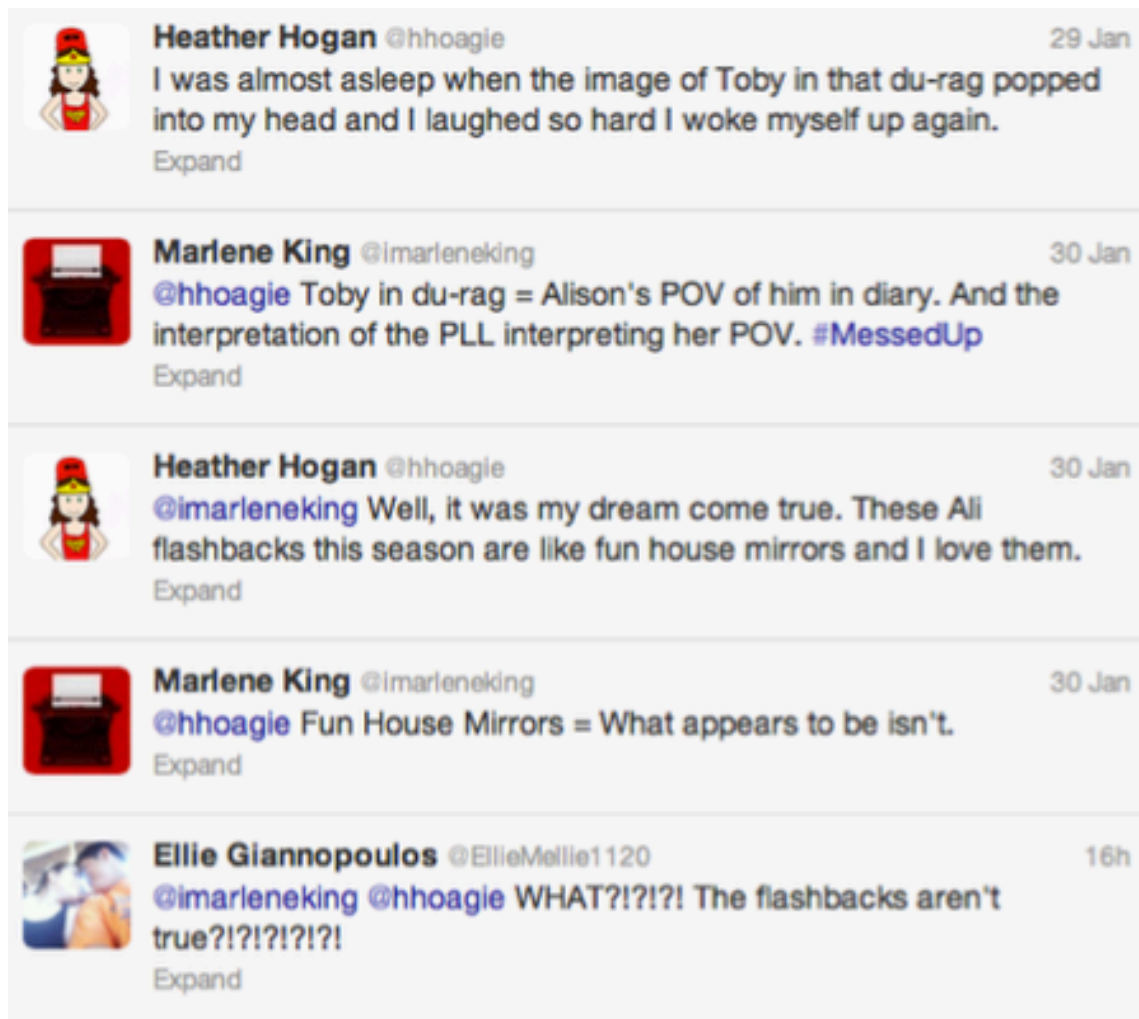 Heather Hogan @hhoagie 29 Jan
I was almost asleep when the image of Toby in that du-rag popped
into my head and I laughed so hard I woke myself up again.
Expand
Marlene King @imarleneking 30 Jan
@hhoagie Toby in du-rag = Alison's POV of him in diary. And the
interpretation of the PLL interpreting her POV. #MessedUp
Expand
Heather Hogan @hhoagie 30 Jan
@imarleneking Well, it was my dream come true. These Ali
flashbacks this season are like fun house mirrors and I love them.
Expand
Marlene King @imarleneking 30 Jan
@hhoagie Fun House Mirrors = What appears to be isn't.
Expand
Ellie Giannopoulos @EllieMellie1120 16h
@imarleneking @hhoagie WHAT?!?!?! The flashbacks aren't
true?!?!?!?!?!
Expand